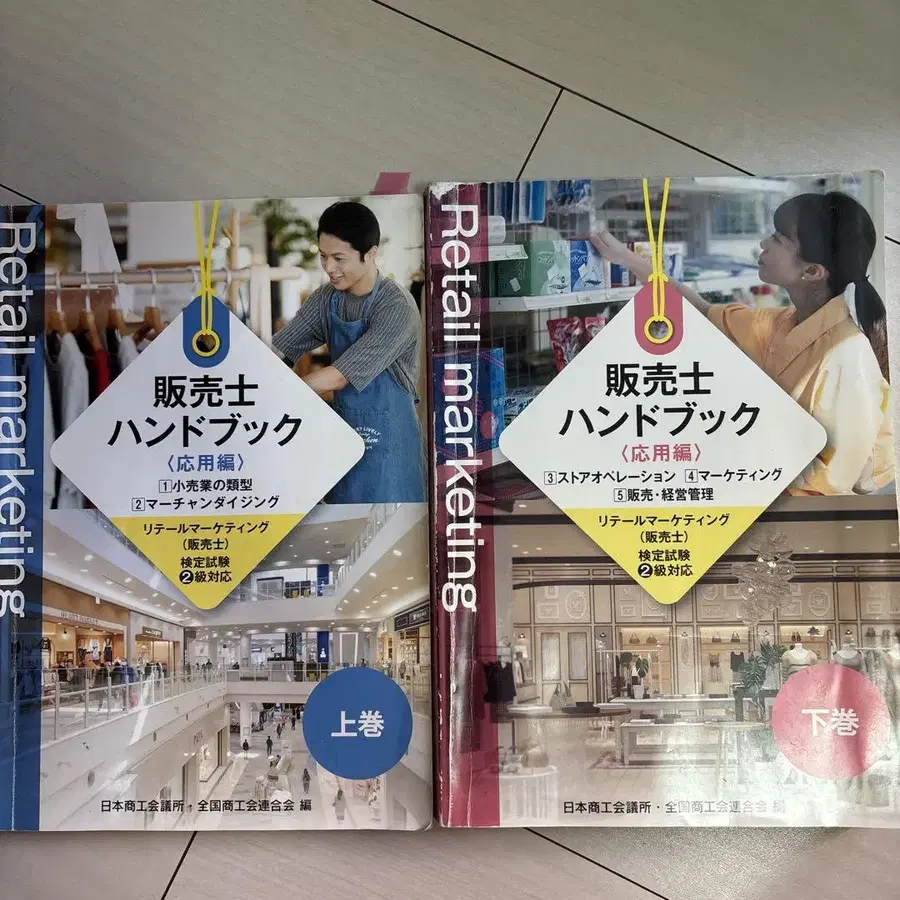 Retail marketing
販売士
ハンドブック
〈応用編〉
1 小売業の類型
2 マーチャンダイジング
リテールマーケティング
(販売士)
検定試験
❷級対応
上巻
日本商工会議所・全国商工会連合会 編
Retail marketing
販売士
ハンドブック
〈応用編〉
3 ストアオペレーション 4 マーケティング
5 販売・経営管理
リテールマーケティング
(販売士)
検定試験
❷級対応
下巻
日本商工会議所・全国商工会連合会 編